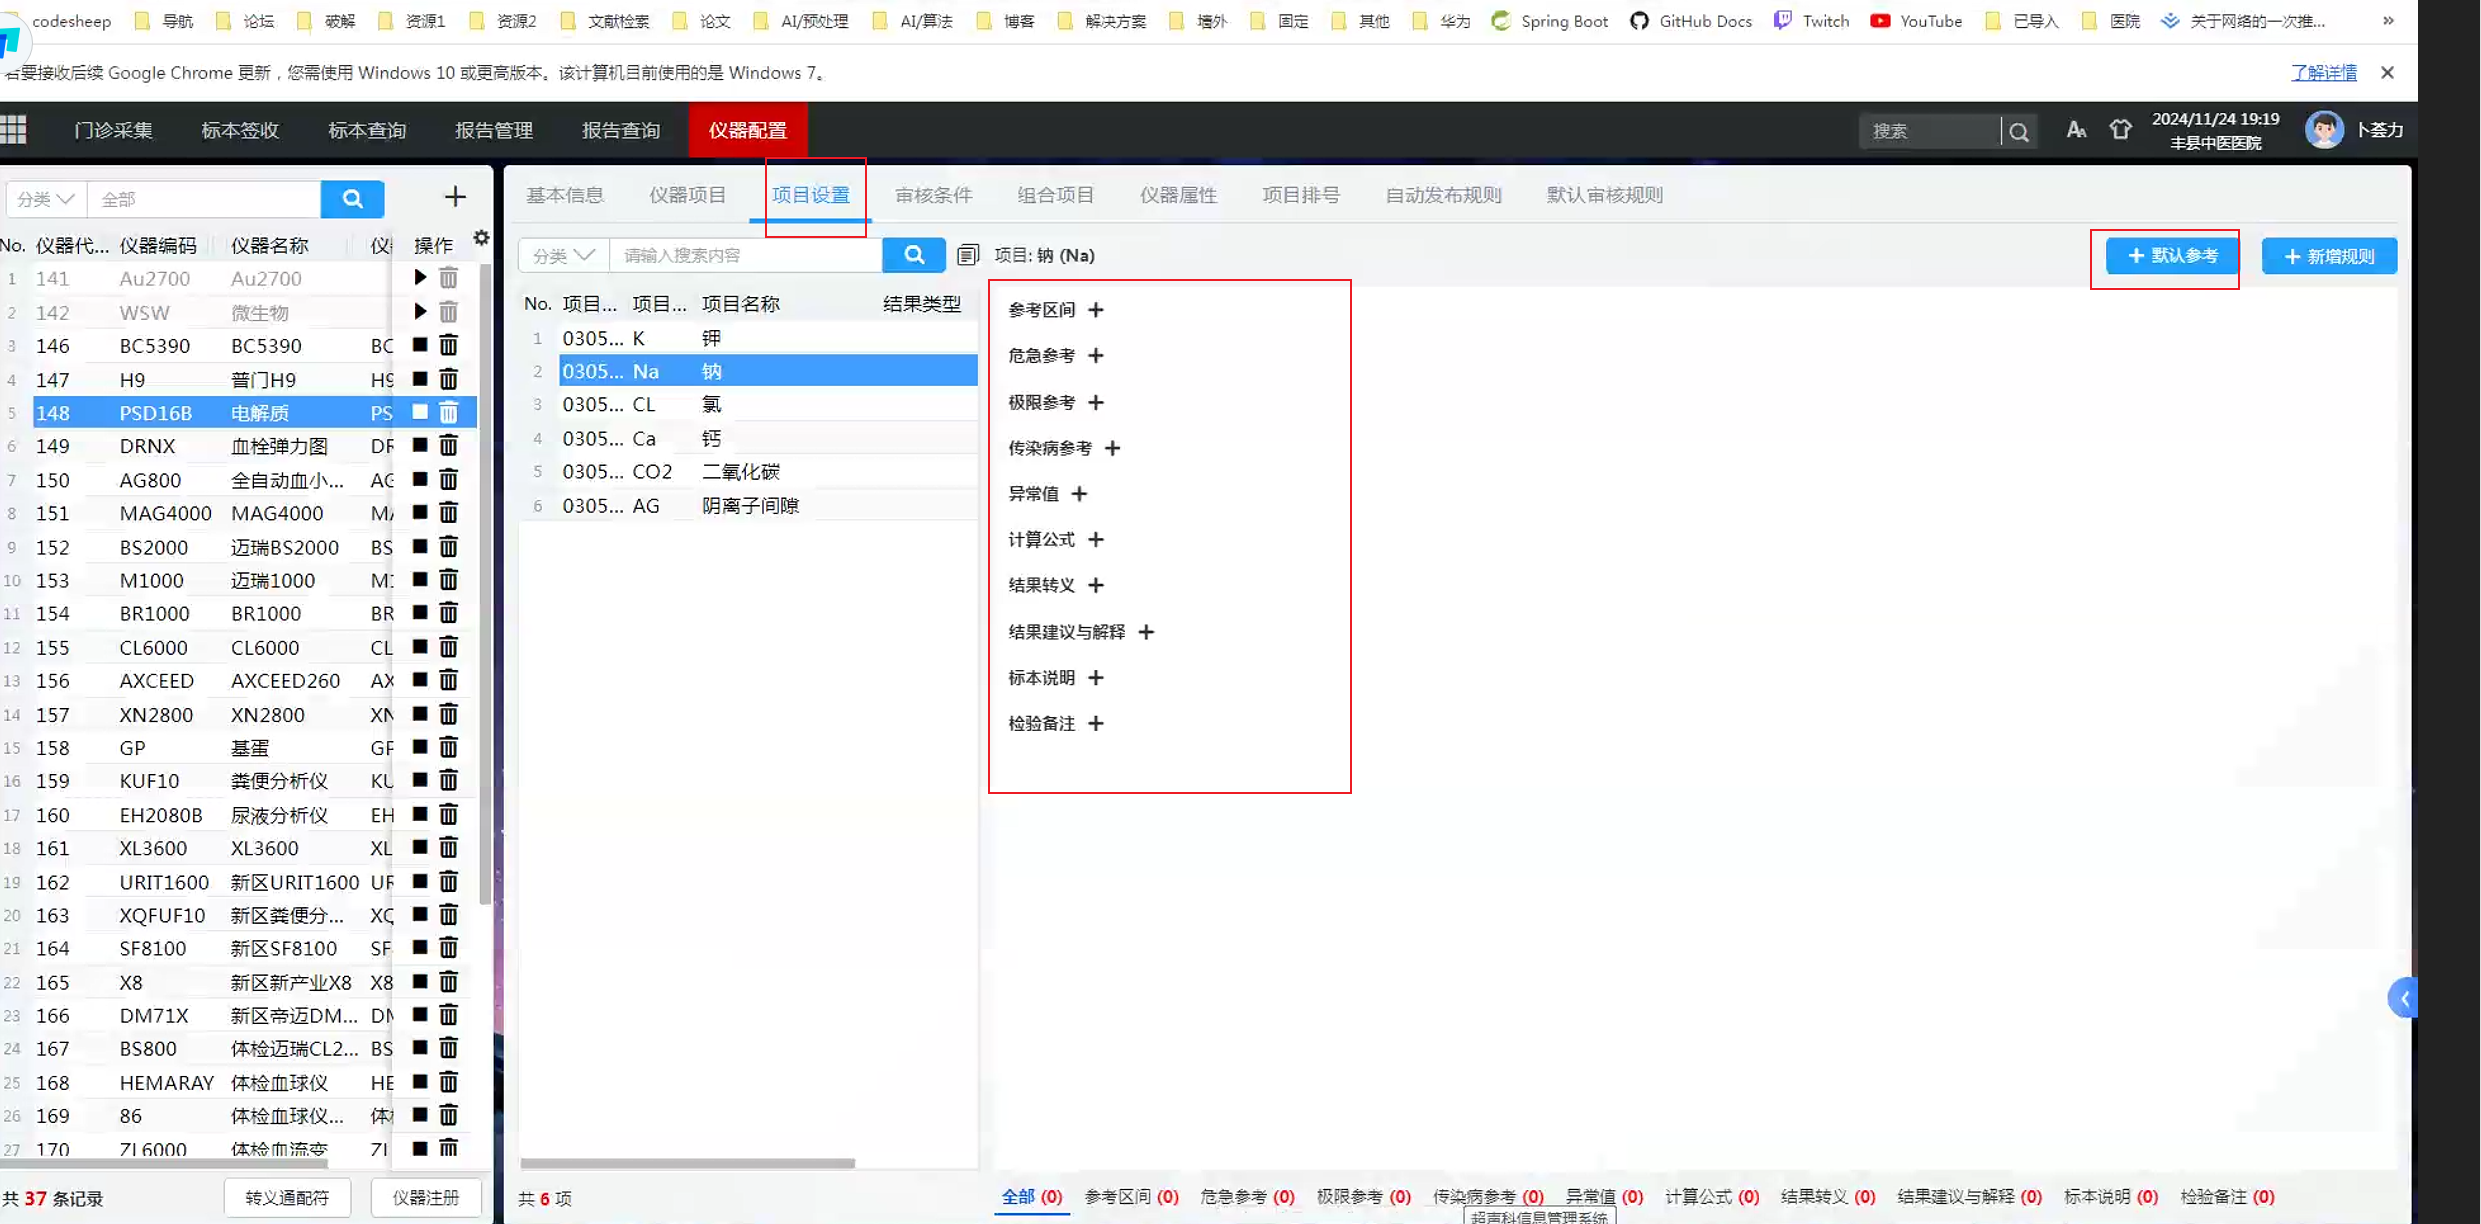 codesheep 导航 论坛 破解 资源1 资源2 文献检索 论文 AI/预处理 AI/算法 博客 解决方案 墙外 固定 其他 华为 Spring Boot GitHub Docs Twitch YouTube 已导入 医院 关于网络的一次推... »
若要接收后续 Google Chrome 更新，您需使用 Windows 10 或更高版本。该计算机目前使用的是 Windows 7。 了解详情
门诊采集 标本签收 标本查询 报告管理 报告查询 仪器配置 搜索 2024/11/24 19:19
丰县中医医院 卜荟力
基本信息 仪器项目 项目设置 审核条件 组合项目 仪器属性 项目排号 自动发布规则 默认审核规则
分类 全部
No. 仪器代... 仪器编码 仪器名称 操作
1 141 Au2700 Au2700
2 142 WSW 微生物
3 146 BC5390 BC5390 BC
4 147 H9 普门H9 H9
5 148 PSD16B 电解质 PS
6 149 DRNX 血栓弹力图 DR
7 150 AG800 全自动血小... AG
8 151 MAG4000 MAG4000 MA
9 152 BS2000 迈瑞BS2000 BS
10 153 M1000 迈瑞1000 M1
11 154 BR1000 BR1000 BR
12 155 CL6000 CL6000 CL
13 156 AXCEED AXCEED260 AX
14 157 XN2800 XN2800 XN
15 158 GP 基蛋 GP
16 159 KUF10 粪便分析仪 KU
17 160 EH2080B 尿液分析仪 EH
18 161 XL3600 XL3600 XL
19 162 URIT1600 新区URIT1600 UR
20 163 XQFUF10 新区粪便分... XQ
21 164 SF8100 新区SF8100 SF
22 165 X8 新区新产业X8 X8
23 166 DM71X 新区帝迈DM... DM
24 167 BS800 体检迈瑞CL2... BS
25 168 HEMARAY 体检血球仪 HE
26 169 86 体检血球仪... 体检
27 170 ZL6000 体检血流变 ZL
共 37 条记录 转义通配符 仪器注册
分类 请输入搜索内容 项目: 钠 (Na) + 默认参考 + 新增规则
No. 项目... 项目... 项目名称 结果类型
1 0305... K 钾
2 0305... Na 钠
3 0305... CL 氯
4 0305... Ca 钙
5 0305... CO2 二氧化碳
6 0305... AG 阴离子间隙
共 6 项
参考区间 +
危急参考 +
极限参考 +
传染病参考 +
异常值 +
计算公式 +
结果转义 +
结果建议与解释 +
标本说明 +
检验备注 +
全部 (0) 参考区间 (0) 危急参考 (0) 极限参考 (0) 传染病参考 (0) 异常值 (0) 计算公式 (0) 结果转义 (0) 结果建议与解释 (0) 标本说明 (0) 检验备注 (0)
超声科信息管理系统